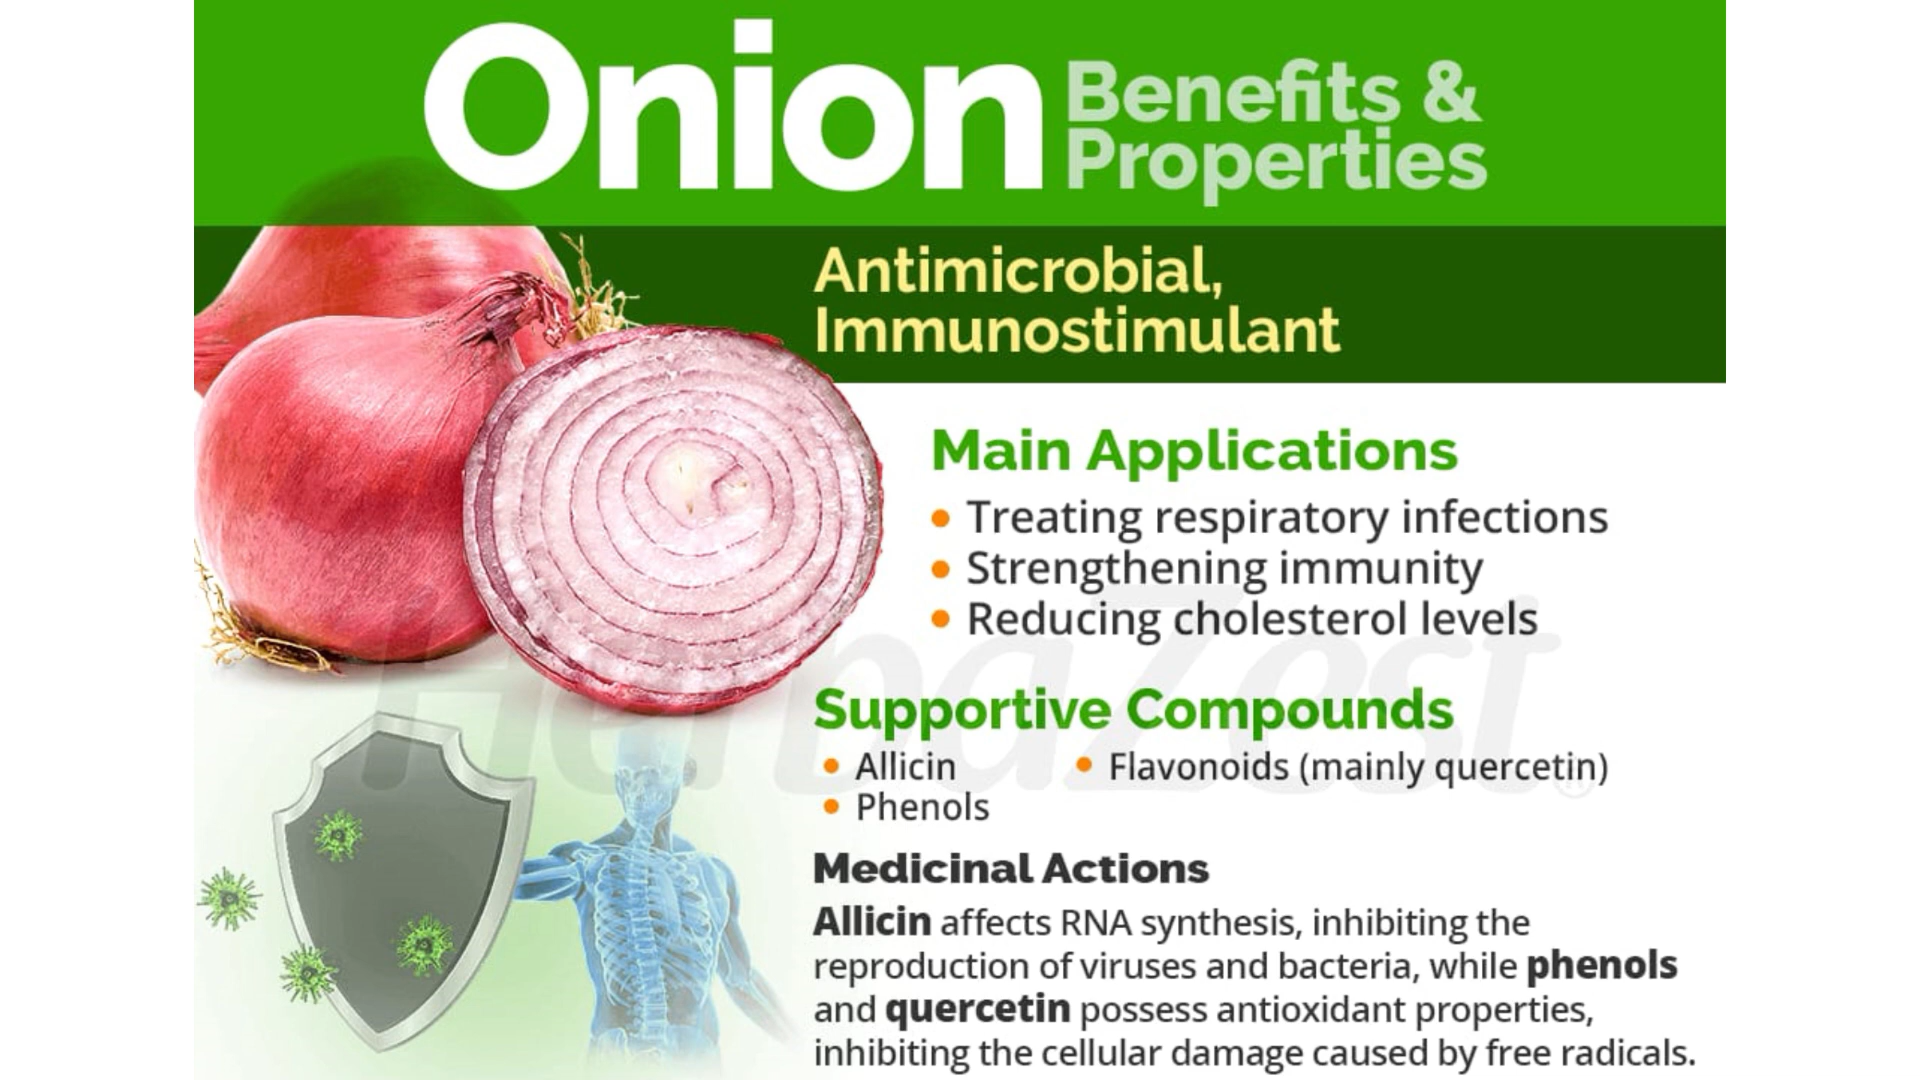 Onion Benefits &
Properties
Antimicrobial,
Immunostimulant
Main Applications
• Treating respiratory infections
• Strengthening immunity
• Reducing cholesterol levels
Supportive Compounds
• Allicin • Flavonoids (mainly quercetin)
• Phenols
Medicinal Actions
Allicin affects RNA synthesis, inhibiting the
reproduction of viruses and bacteria, while phenols
and quercetin possess antioxidant properties,
inhibiting the cellular damage caused by free radicals.
HerbaZest®